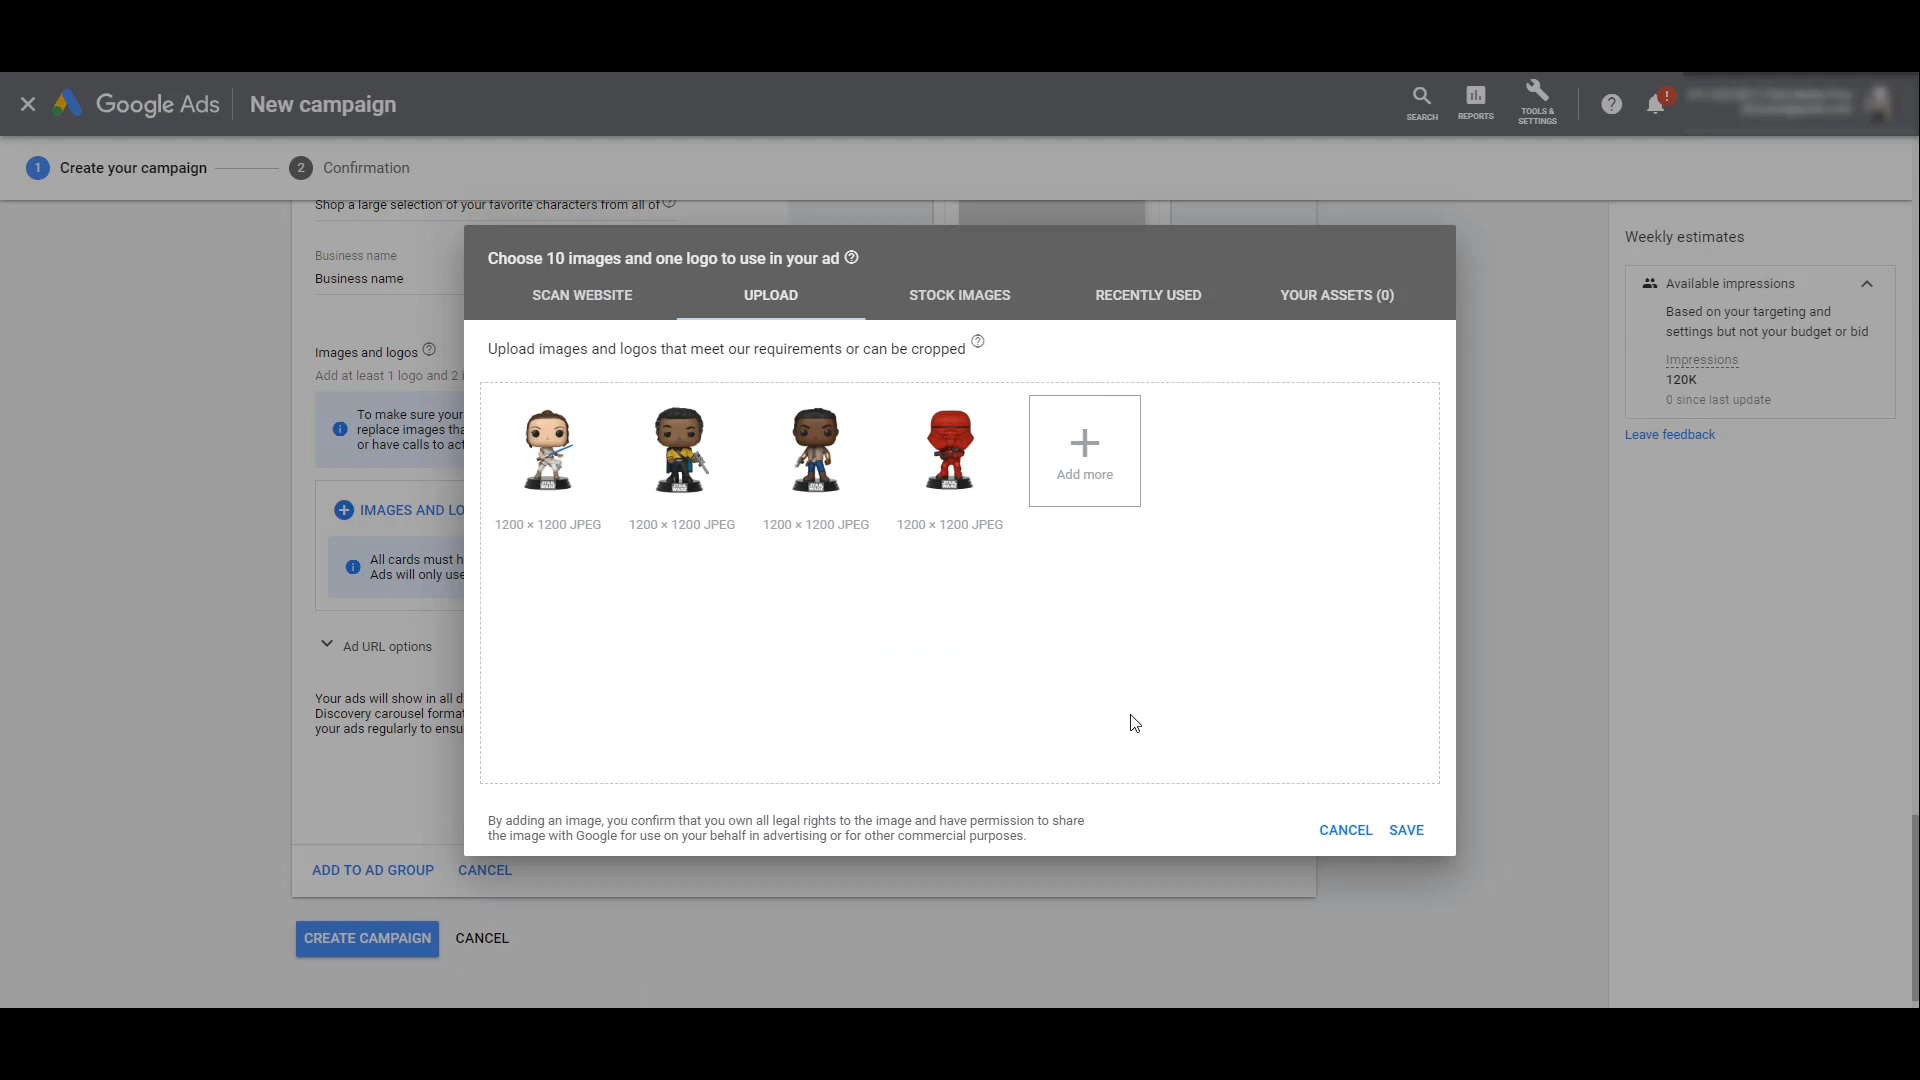 Google Ads
New campaign
SEARCH
REPORTS
TOOLS &
SETTINGS
!
1 Create your campaign
2 Confirmation
Shop a large selection of your favorite characters from all of
Business name
Business name
Images and logos
Add at least 1 logo and 2
To make sure your
replace images tha
or have calls to act
IMAGES AND LO
All cards must h
Ads will only use
Ad URL options
Your ads will show in all d
Discovery carousel format
your ads regularly to ensu
ADD TO AD GROUP
CANCEL
CREATE CAMPAIGN
CANCEL
Choose 10 images and one logo to use in your ad
SCAN WEBSITE
UPLOAD
STOCK IMAGES
RECENTLY USED
YOUR ASSETS (0)
Upload images and logos that meet our requirements or can be cropped
STAR WARS
STAR WARS
STAR WARS
STAR WARS
1200 × 1200 JPEG
1200 × 1200 JPEG
1200 × 1200 JPEG
1200 × 1200 JPEG
Add more
By adding an image, you confirm that you own all legal rights to the image and have permission to share
the image with Google for use on your behalf in advertising or for other commercial purposes.
CANCEL
SAVE
Weekly estimates
Available impressions
Based on your targeting and
settings but not your budget or bid
Impressions
120K
0 since last update
Leave feedback